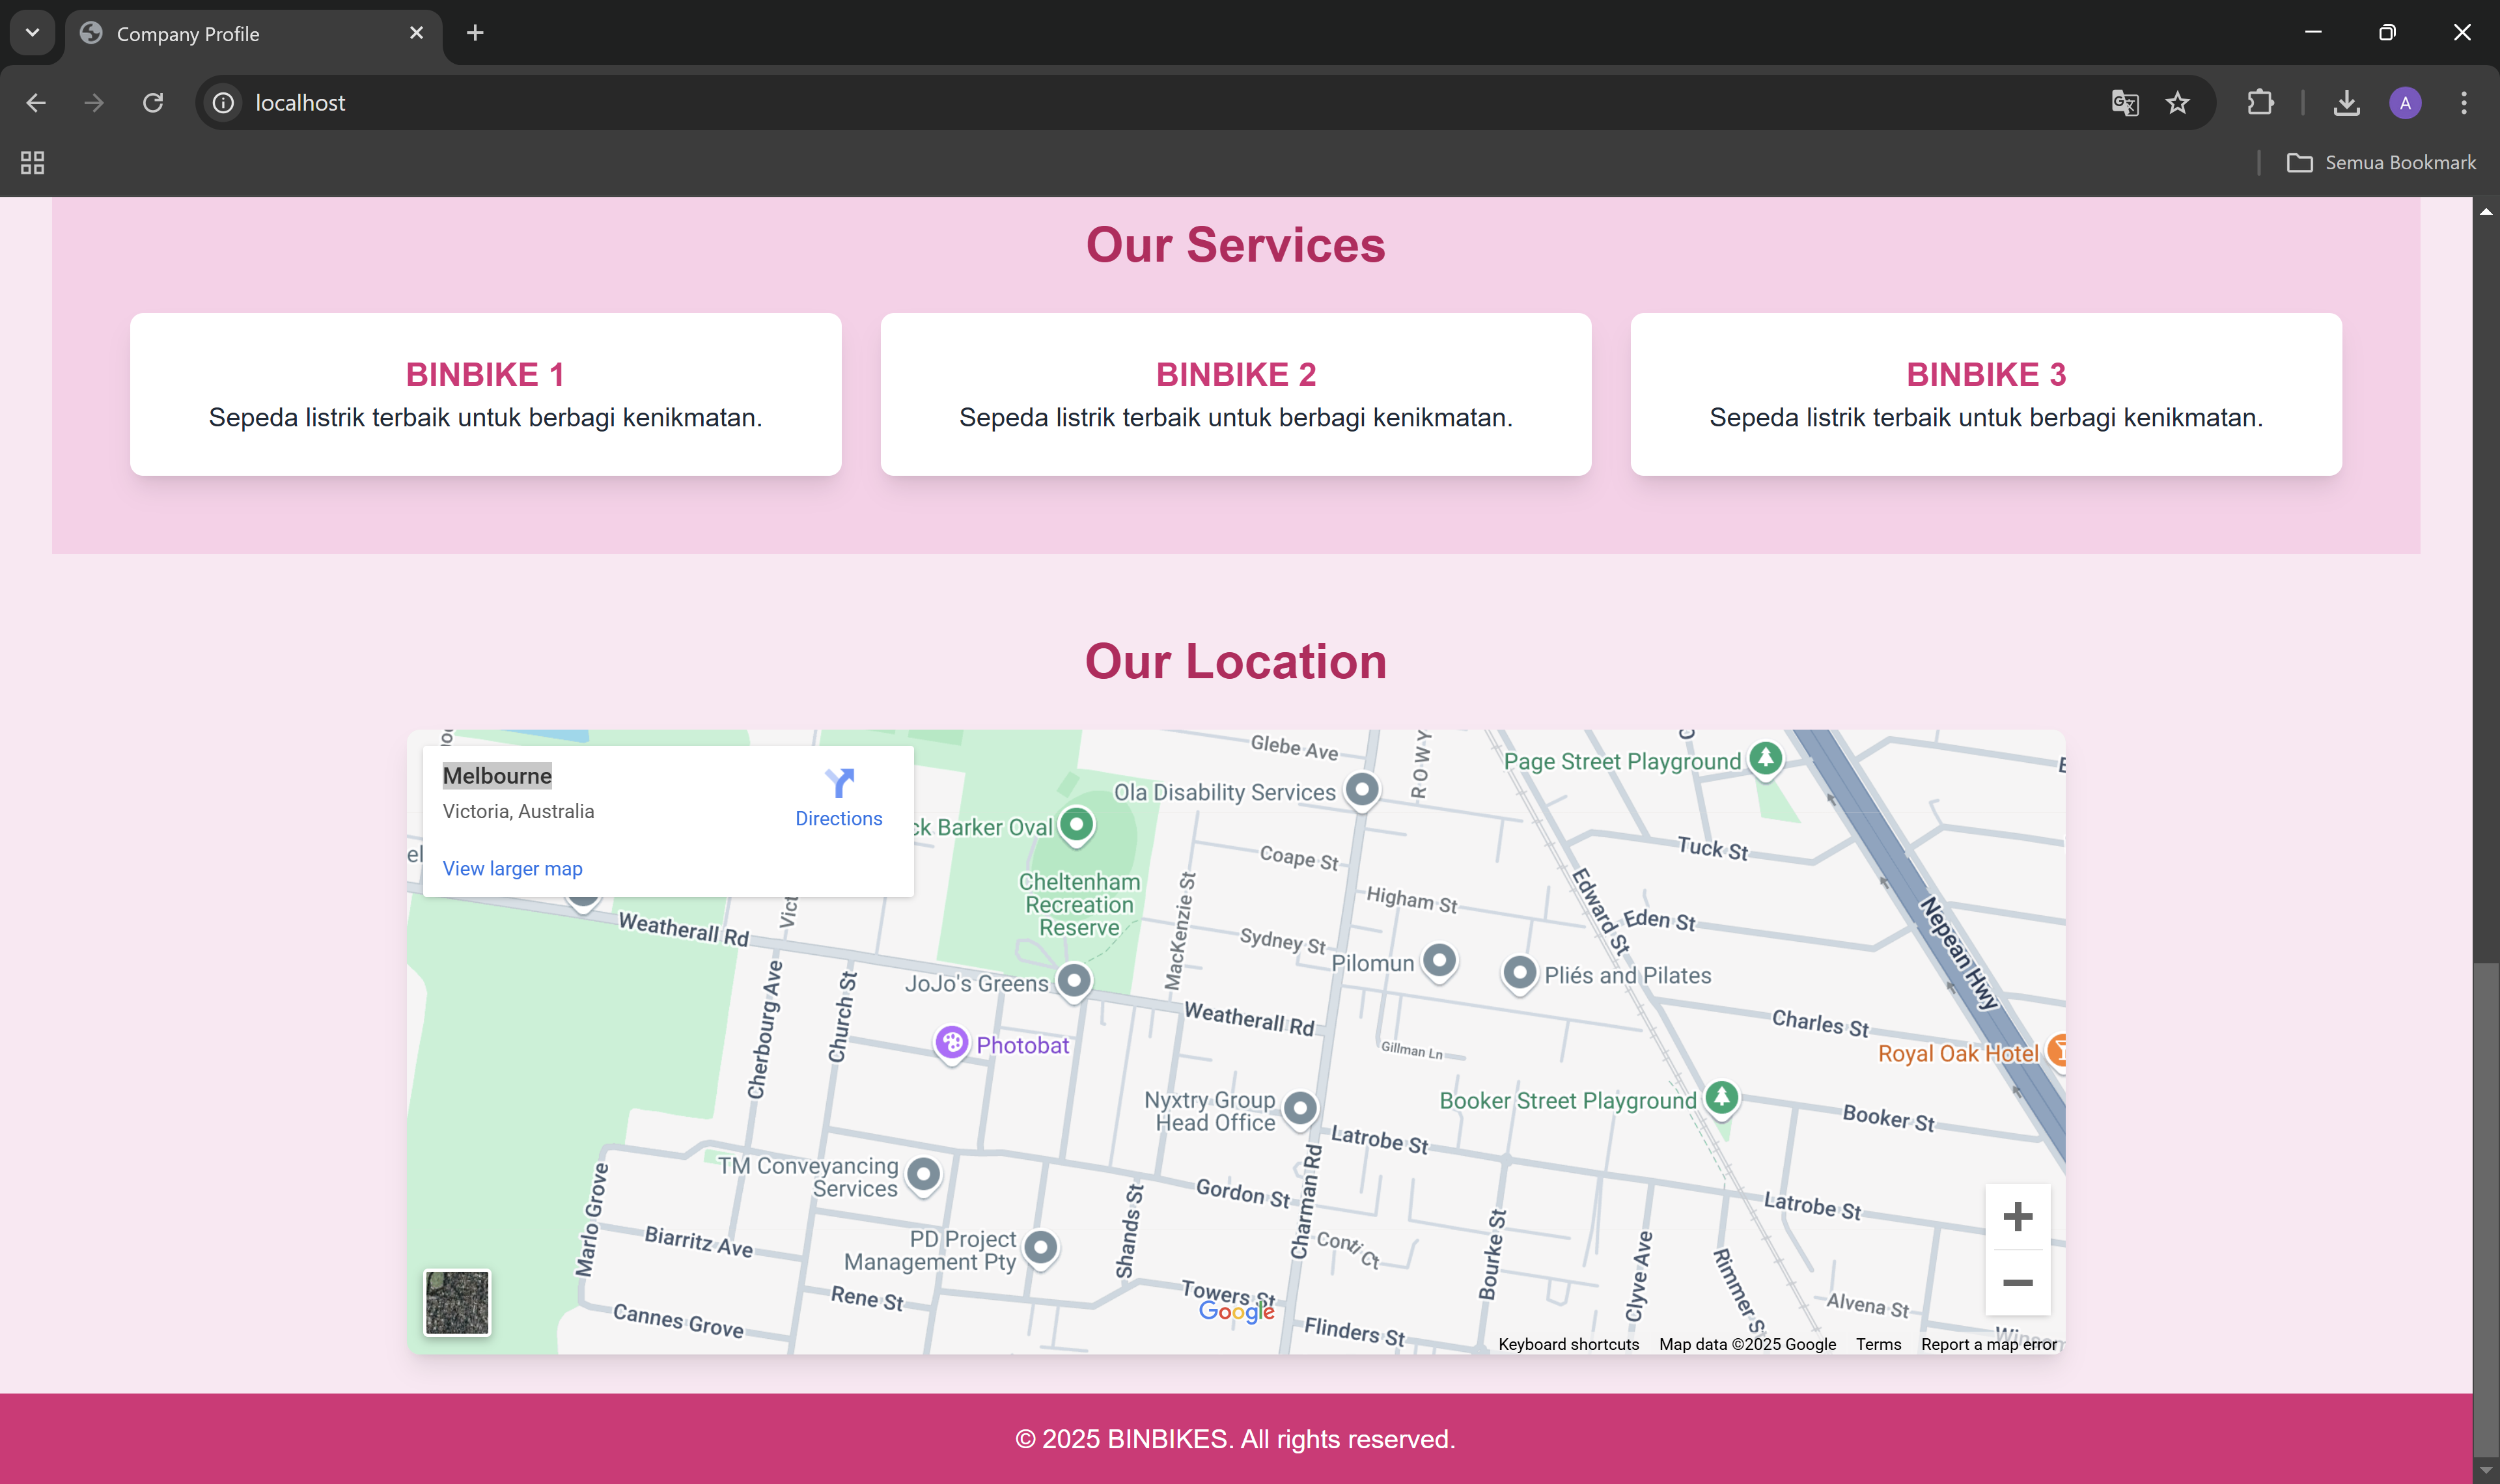 Company Profile
localhost
Semua Bookmark
Our Services
BINBIKE 1
Sepeda listrik terbaik untuk berbagi kenikmatan.
BINBIKE 2
Sepeda listrik terbaik untuk berbagi kenikmatan.
BINBIKE 3
Sepeda listrik terbaik untuk berbagi kenikmatan.
Our Location
Melbourne
Victoria, Australia
Directions
View larger map
Glebe Ave
ROWY
Page Street Playground
Ola Disability Services
ck Barker Oval
Tuck St
Coape St
Cheltenham
Recreation
Reserve
MacKenzie St
Higham St
Edward St
Eden St
Nepean Hwy
Weatherall Rd
Vict
Sydney St
Pilomun
Pliés and Pilates
JoJo's Greens
Cherbourg Ave
Church St
Weatherall Rd
Charles St
Photobat
Gillman Ln
Royal Oak Hotel
Nyxtry Group
Head Office
Booker Street Playground
Booker St
Latrobe St
TM Conveyancing
Services
Marlo Grove
Gordon St
Charman Rd
Latrobe St
Shands St
Biarritz Ave
PD Project
Management Pty
Conti Ct
Bourke St
Clyve Ave
Rimmer S
Rene St
Towers St
Alvena St
Cannes Grove
Google
Flinders St
Keyboard shortcuts
Map data ©2025 Google
Terms
Report a map error
A
© 2025 BINBIKES. All rights reserved.